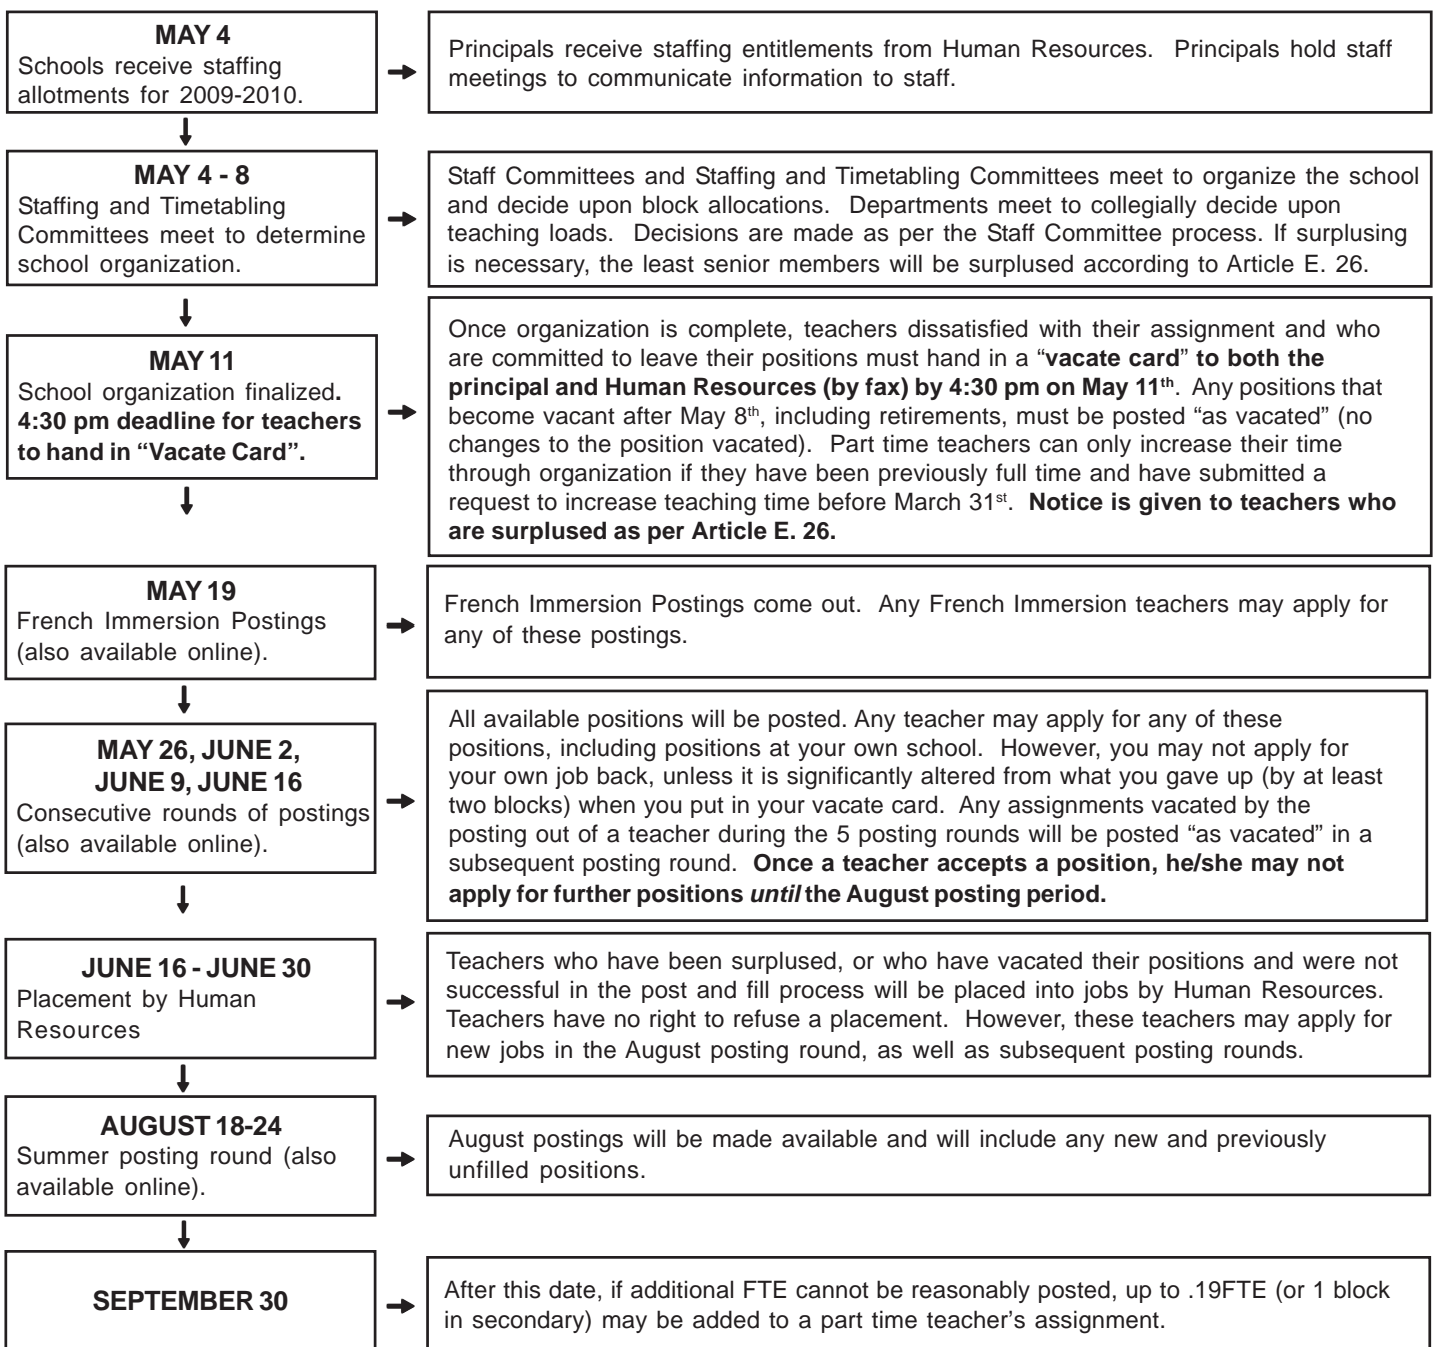 MAY 4
Schools receive staffing
allotments for 2009-2010.
Principals receive staffing entitlements from Human Resources. Principals hold staff
meetings to communicate information to staff.
MAY 4 - 8
Staffing and Timetabling
Committees meet to determine
school organization.
Staff Committees and Staffing and Timetabling Committees meet to organize the school
and decide upon block allocations. Departments meet to collegially decide upon
teaching loads. Decisions are made as per the Staff Committee process. If surplusing
is necessary, the least senior members will be surplused according to Article E. 26.
MAY 11
School organization finalized.
4:30 pm deadline for teachers
to hand in “Vacate Card”.
Once organization is complete, teachers dissatisfied with their assignment and who
are committed to leave their positions must hand in a “vacate card” to both the
principal and Human Resources (by fax) by 4:30 pm on May 11th. Any positions that
become vacant after May 8th, including retirements, must be posted “as vacated” (no
changes to the position vacated). Part time teachers can only increase their time
through organization if they have been previously full time and have submitted a
request to increase teaching time before March 31st. Notice is given to teachers who
are surplused as per Article E. 26.
MAY 19
French Immersion Postings
(also available online).
French Immersion Postings come out. Any French Immersion teachers may apply for
any of these postings.
MAY 26, JUNE 2,
JUNE 9, JUNE 16
Consecutive rounds of postings
(also available online).
All available positions will be posted. Any teacher may apply for any of these
positions, including positions at your own school. However, you may not apply for
your own job back, unless it is significantly altered from what you gave up (by at least
two blocks) when you put in your vacate card. Any assignments vacated by the
posting out of a teacher during the 5 posting rounds will be posted “as vacated” in a
subsequent posting round. Once a teacher accepts a position, he/she may not
apply for further positions until the August posting period.
JUNE 16 - JUNE 30
Placement by Human
Resources
Teachers who have been surplused, or who have vacated their positions and were not
successful in the post and fill process will be placed into jobs by Human Resources.
Teachers have no right to refuse a placement. However, these teachers may apply for
new jobs in the August posting round, as well as subsequent posting rounds.
AUGUST 18-24
Summer posting round (also
available online).
August postings will be made available and will include any new and previously
unfilled positions.
SEPTEMBER 30
After this date, if additional FTE cannot be reasonably posted, up to .19FTE (or 1 block
in secondary) may be added to a part time teacher’s assignment.